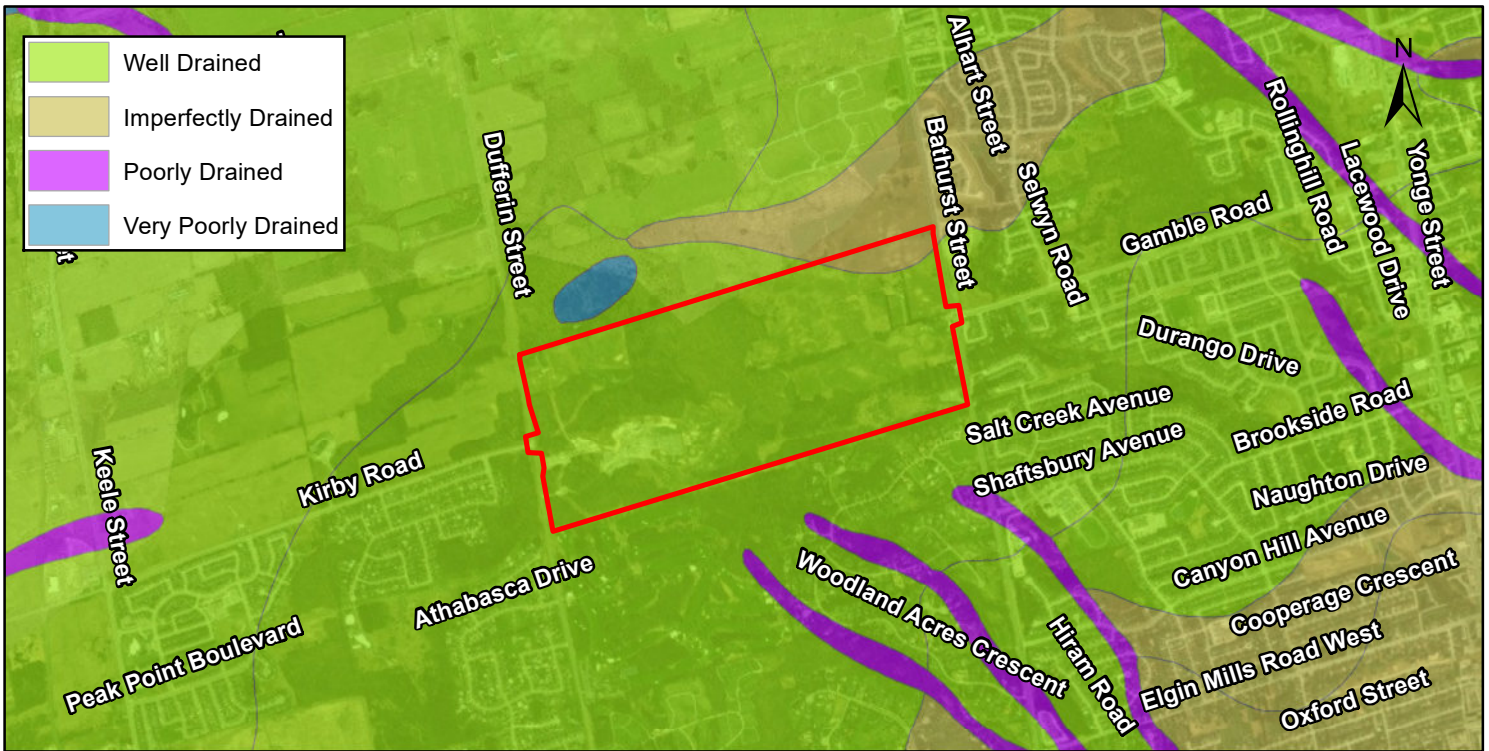 Well Drained
Imperfectly Drained
Poorly Drained
Very Poorly Drained
N
Alhart Street
Bathurst Street
Dufferin Street
Selwyn Road
Rollinghill Road
Lacewood Drive
Yonge Street
Gamble Road
Durango Drive
Salt Creek Avenue
Shaftsbury Avenue
Brookside Road
Naughton Drive
Keele Street
Kirby Road
Canyon Hill Avenue
Athabasca Drive
Woodland Acres Crescent
Cooperage Crescent
Hiram Road
Elgin Mills Road West
Peak Point Boulevard
Oxford Street